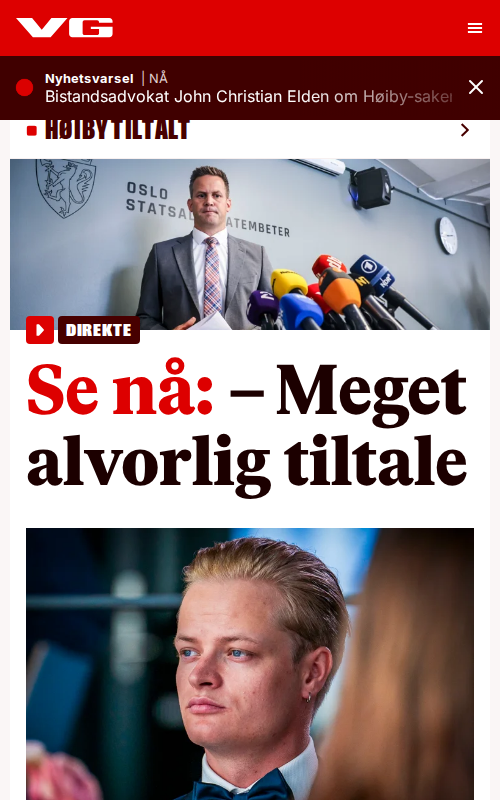 VG
Nyhetsvarsel | NÅ
Bistandsadvokat John Christian Elden om Høiby-saken
HØIBY TILTALT
OSLO
STATSADVOKATEMBETER
DIREKTE
Se nå: – Meget
alvorlig tiltale